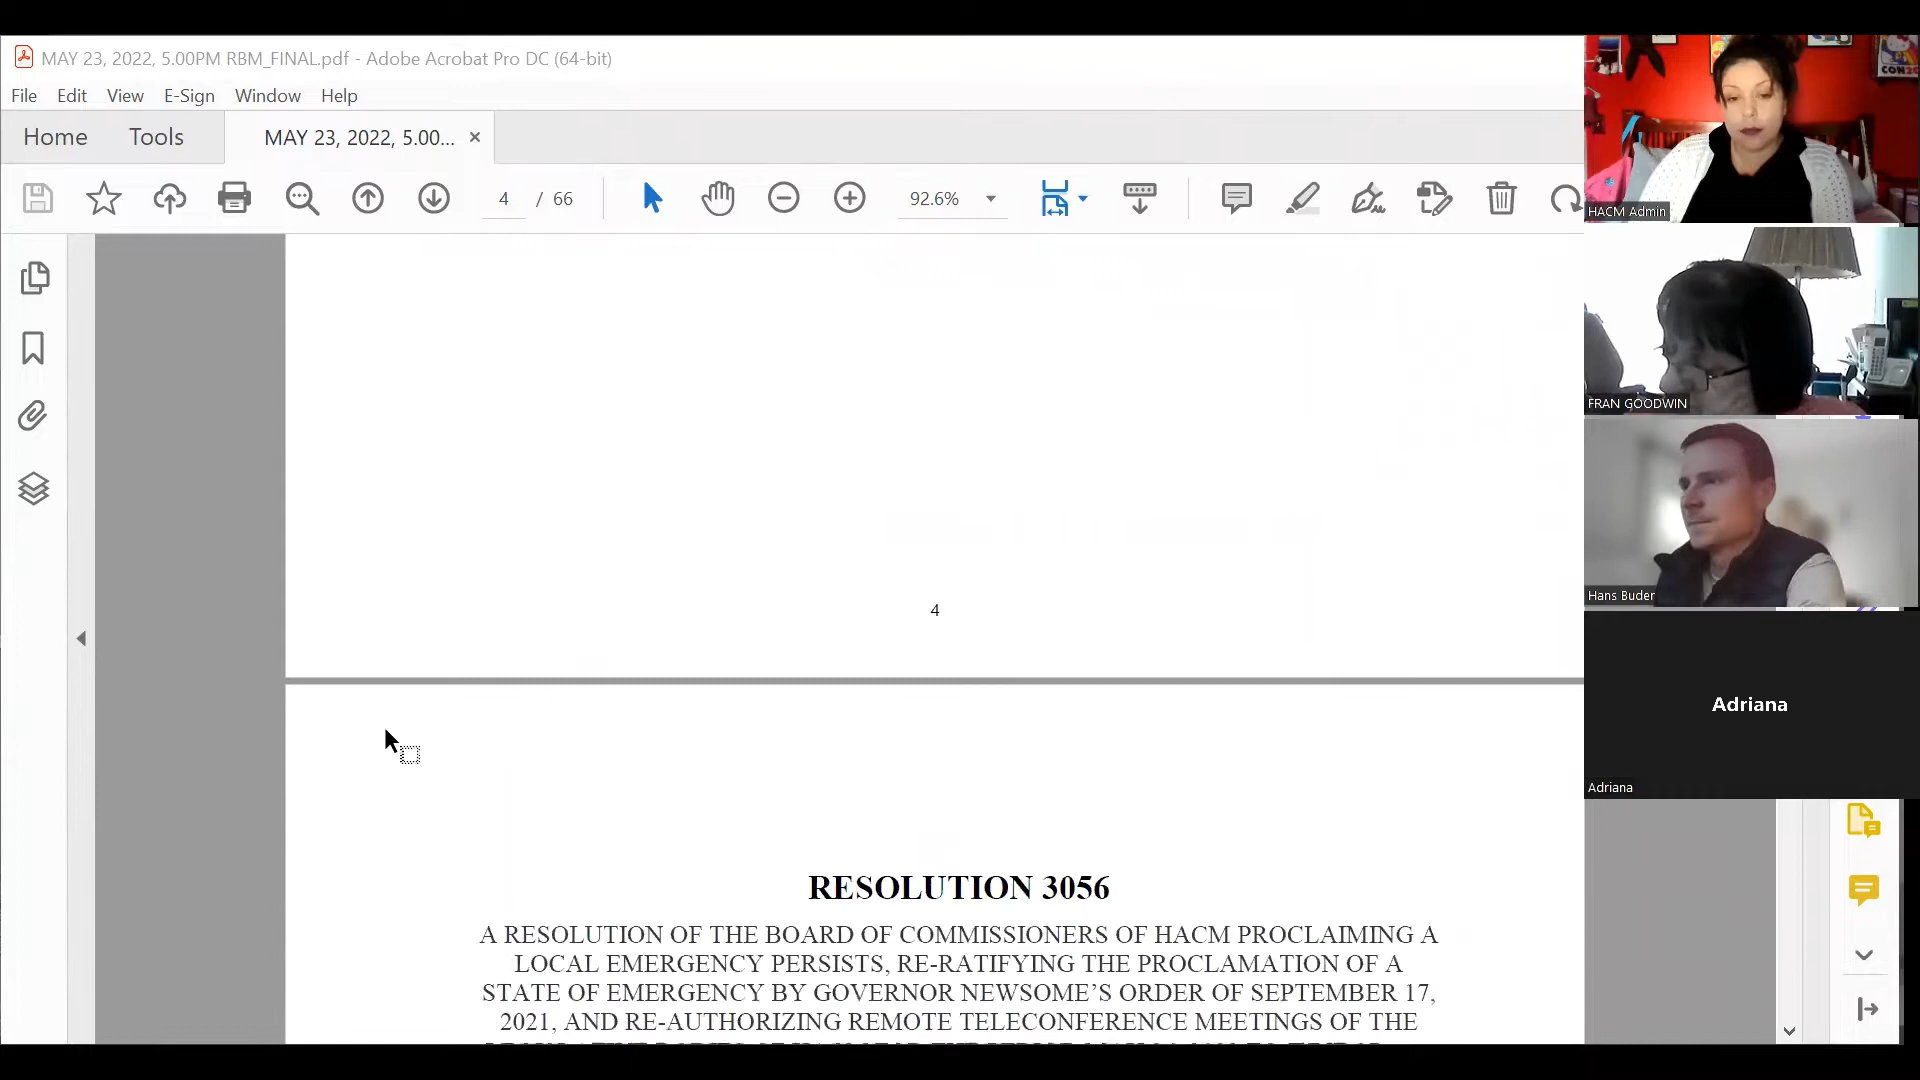 MAY 23, 2022, 5.00PM RBM_FINAL.pdf - Adobe Acrobat Pro DC (64-bit)
File Edit View E-Sign Window Help
Home Tools MAY 23, 2022, 5.00... ×
4 / 66 92.6%
HACM Admin
FRAN GOODWIN
Hans Buder
Adriana
Adriana
4
RESOLUTION 3056
A RESOLUTION OF THE BOARD OF COMMISSIONERS OF HACM PROCLAIMING A
LOCAL EMERGENCY PERSISTS, RE-RATIFYING THE PROCLAMATION OF A
STATE OF EMERGENCY BY GOVERNOR NEWSOME’S ORDER OF SEPTEMBER 17,
2021, AND RE-AUTHORIZING REMOTE TELECONFERENCE MEETINGS OF THE